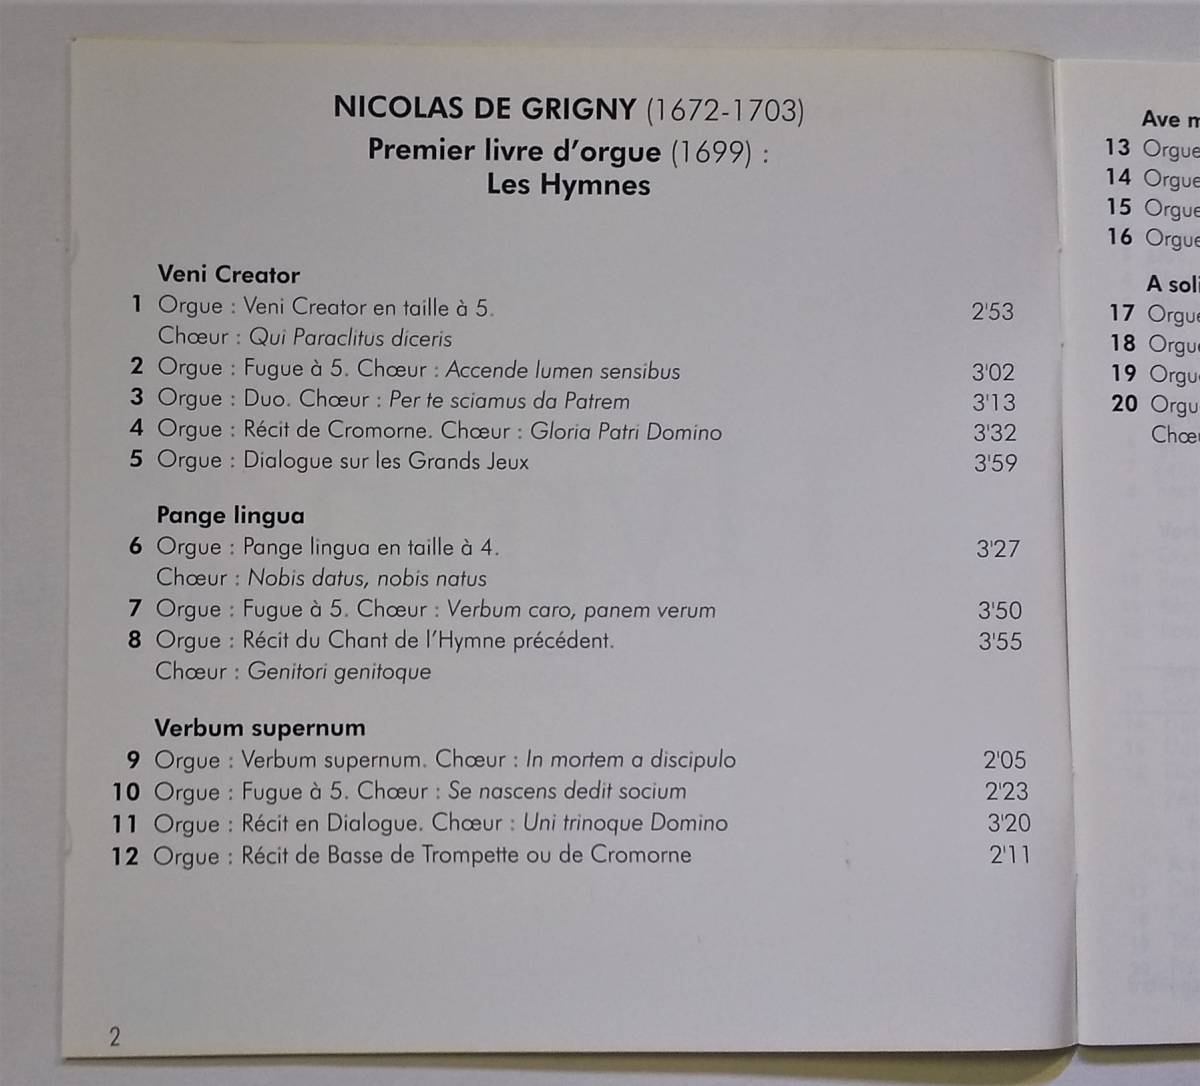 NICOLAS DE GRIGNY (1672-1703)
Premier livre d'orgue (1699) :
Les Hymnes
Veni Creator
1 Orgue : Veni Creator en taille à 5. 2'53
Chœur : Qui Paraclitus diceris
2 Orgue : Fugue à 5. Chœur : Accende lumen sensibus 3'02
3 Orgue : Duo. Chœur : Per te sciamus da Patrem 3'13
4 Orgue : Récit de Cromorne. Chœur : Gloria Patri Domino 3'32
5 Orgue : Dialogue sur les Grands Jeux 3'59
Pange lingua
6 Orgue : Pange lingua en taille à 4. 3'27
Chœur : Nobis datus, nobis natus
7 Orgue : Fugue à 5. Chœur : Verbum caro, panem verum 3'50
8 Orgue : Récit du Chant de l'Hymne précédent. 3'55
Chœur : Genitori genitoque
Verbum supernum
9 Orgue : Verbum supernum. Chœur : In mortem a discipulo 2'05
10 Orgue : Fugue à 5. Chœur : Se nascens dedit socium 2'23
11 Orgue : Récit en Dialogue. Chœur : Uni trinoque Domino 3'20
12 Orgue : Récit de Basse de Trompette ou de Cromorne 2'11
2
Ave
13 Orgue
14 Orgue
15 Orgue
16 Orgue
A
17 Orgue
18
19
20